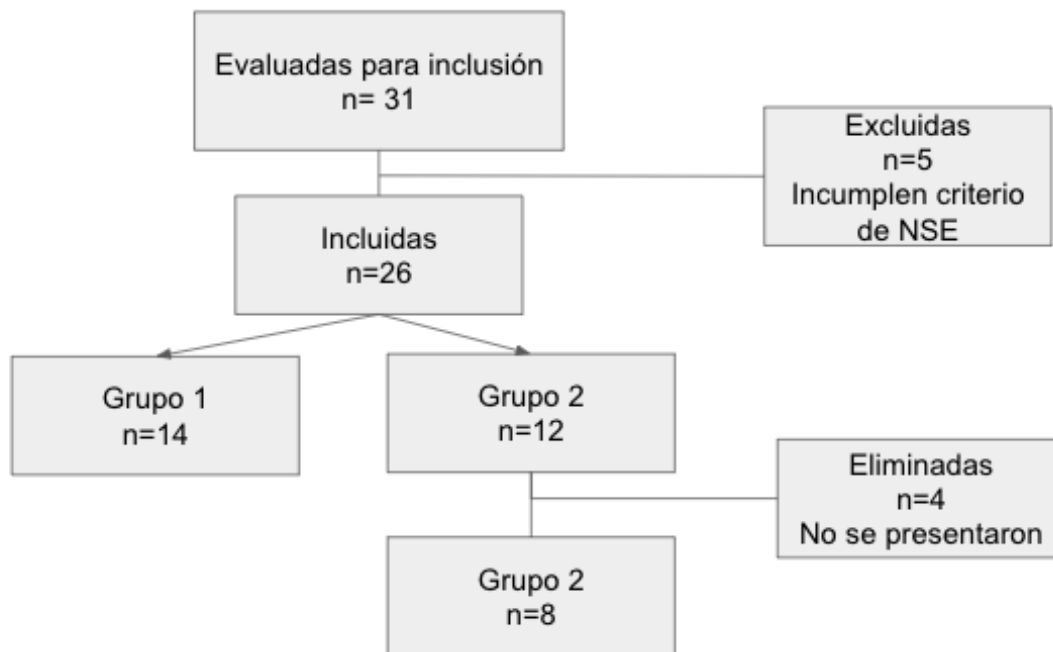 Evaluadas para inclusión
n= 31
Excluidas
n=5
Incumplen criterio
de NSE
Incluidas
n=26
Grupo 1
n=14
Grupo 2
n=12
Eliminadas
n=4
No se presentaron
Grupo 2
n=8